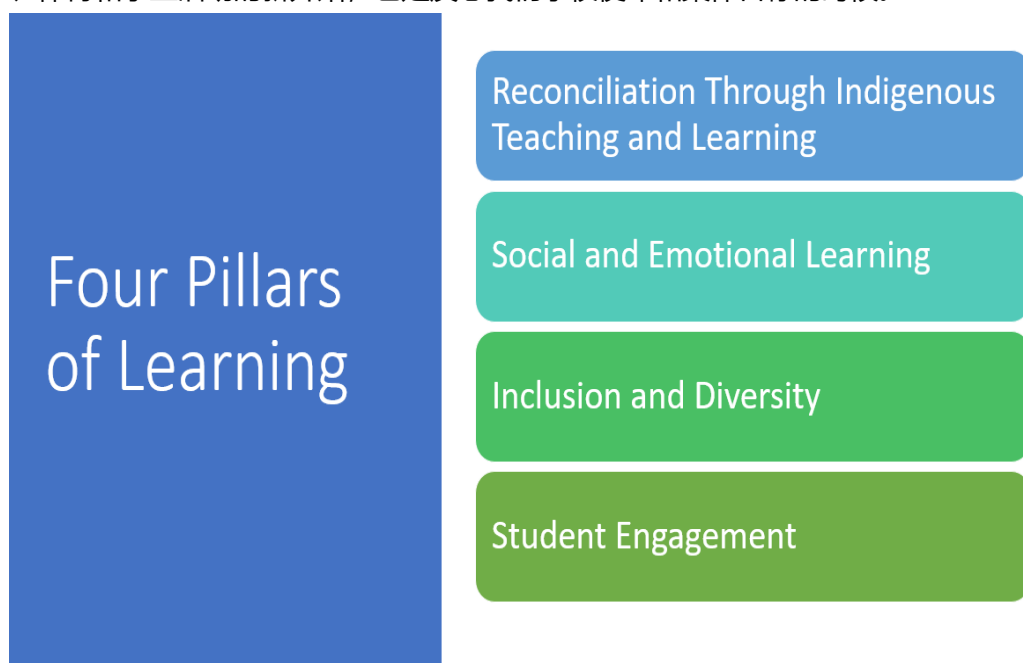 Four Pillars
of Learning
Reconciliation Through Indigenous
Teaching and Learning
Social and Emotional Learning
Inclusion and Diversity
Student Engagement